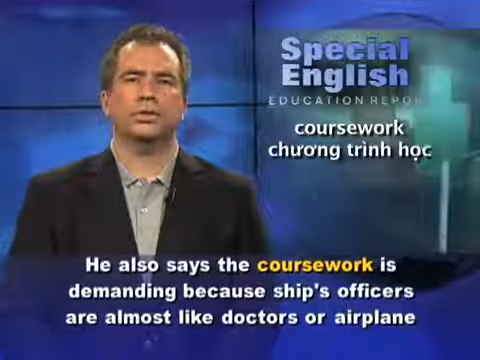 Special
English
EDUCATION REPORT
coursework
chương trình học
He also says the coursework is
demanding because ship's officers
are almost like doctors or airplane